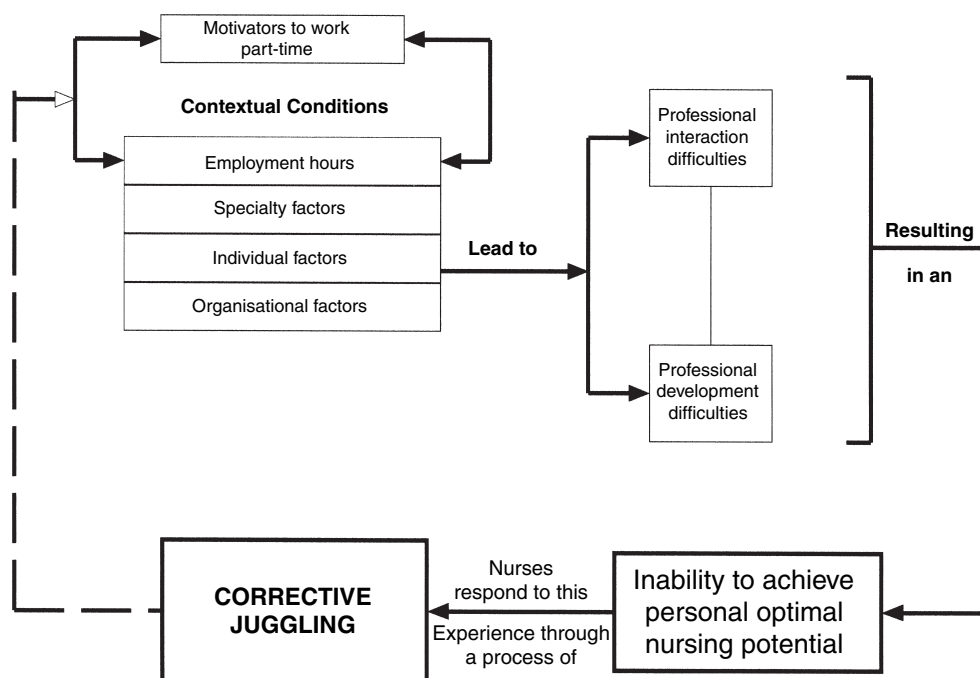 Motivators to work
part-time
Contextual Conditions
Employment hours
Specialty factors
Individual factors
Organisational factors
Lead to
Professional
interaction
difficulties
Professional
development
difficulties
Resulting
in an
Inability to achieve
personal optimal
nursing potential
Nurses
respond to this
Experience through
a process of
CORRECTIVE
JUGGLING